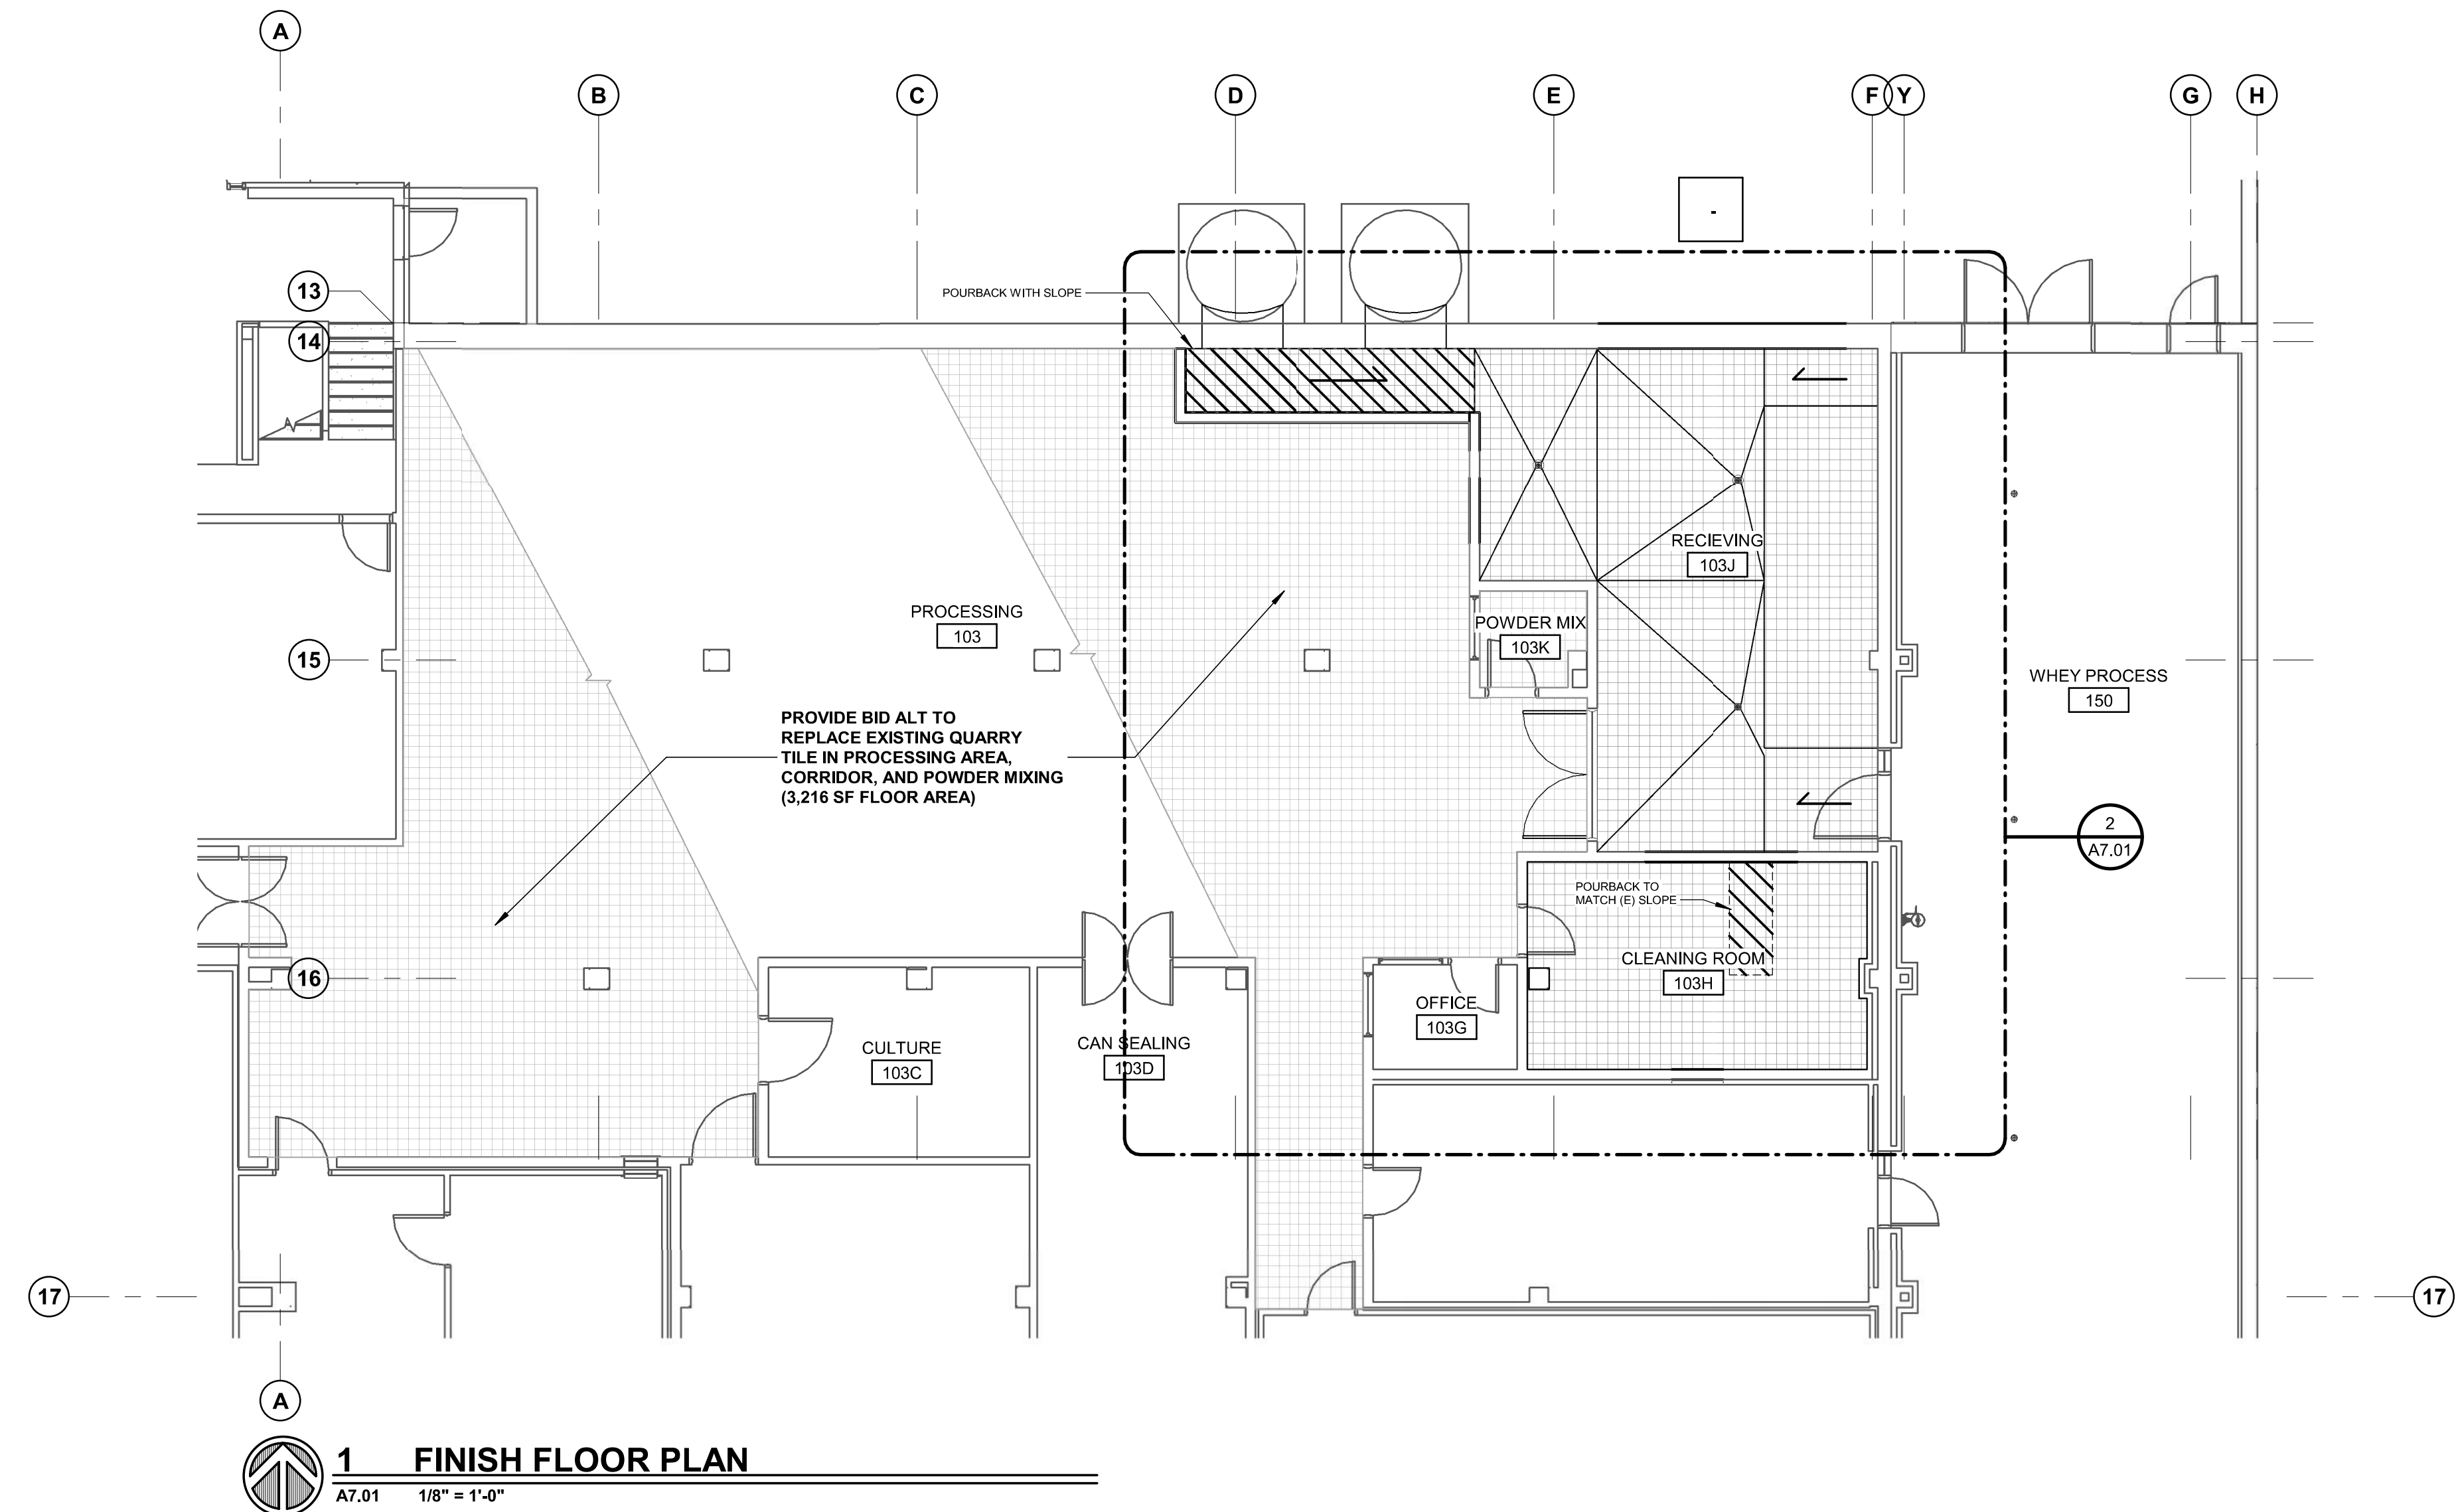 A
B
C
D
E
F
Y
G
H
-
13
POURBACK WITH SLOPE
14
RECIEVING
103J
PROCESSING
103
POWDER MIX
103K
15
WHEY PROCESS
150
PROVIDE BID ALT TO
REPLACE EXISTING QUARRY
TILE IN PROCESSING AREA,
CORRIDOR, AND POWDER MIXING
(3,216 SF FLOOR AREA)
2
A7.01
POURBACK TO
MATCH (E) SLOPE
CLEANING ROOM
103H
16
OFFICE
103G
CULTURE
103C
CAN SEALING
103D
17
17
A
1 FINISH FLOOR PLAN
A7.01 1/8" = 1'-0"